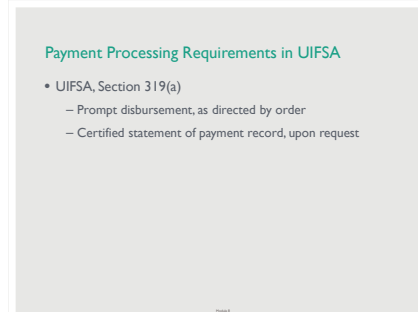 Payment Processing Requirements in UIFSA
• UIFSA, Section 319(a)
– Prompt disbursement, as directed by order
– Certified statement of payment record, upon request